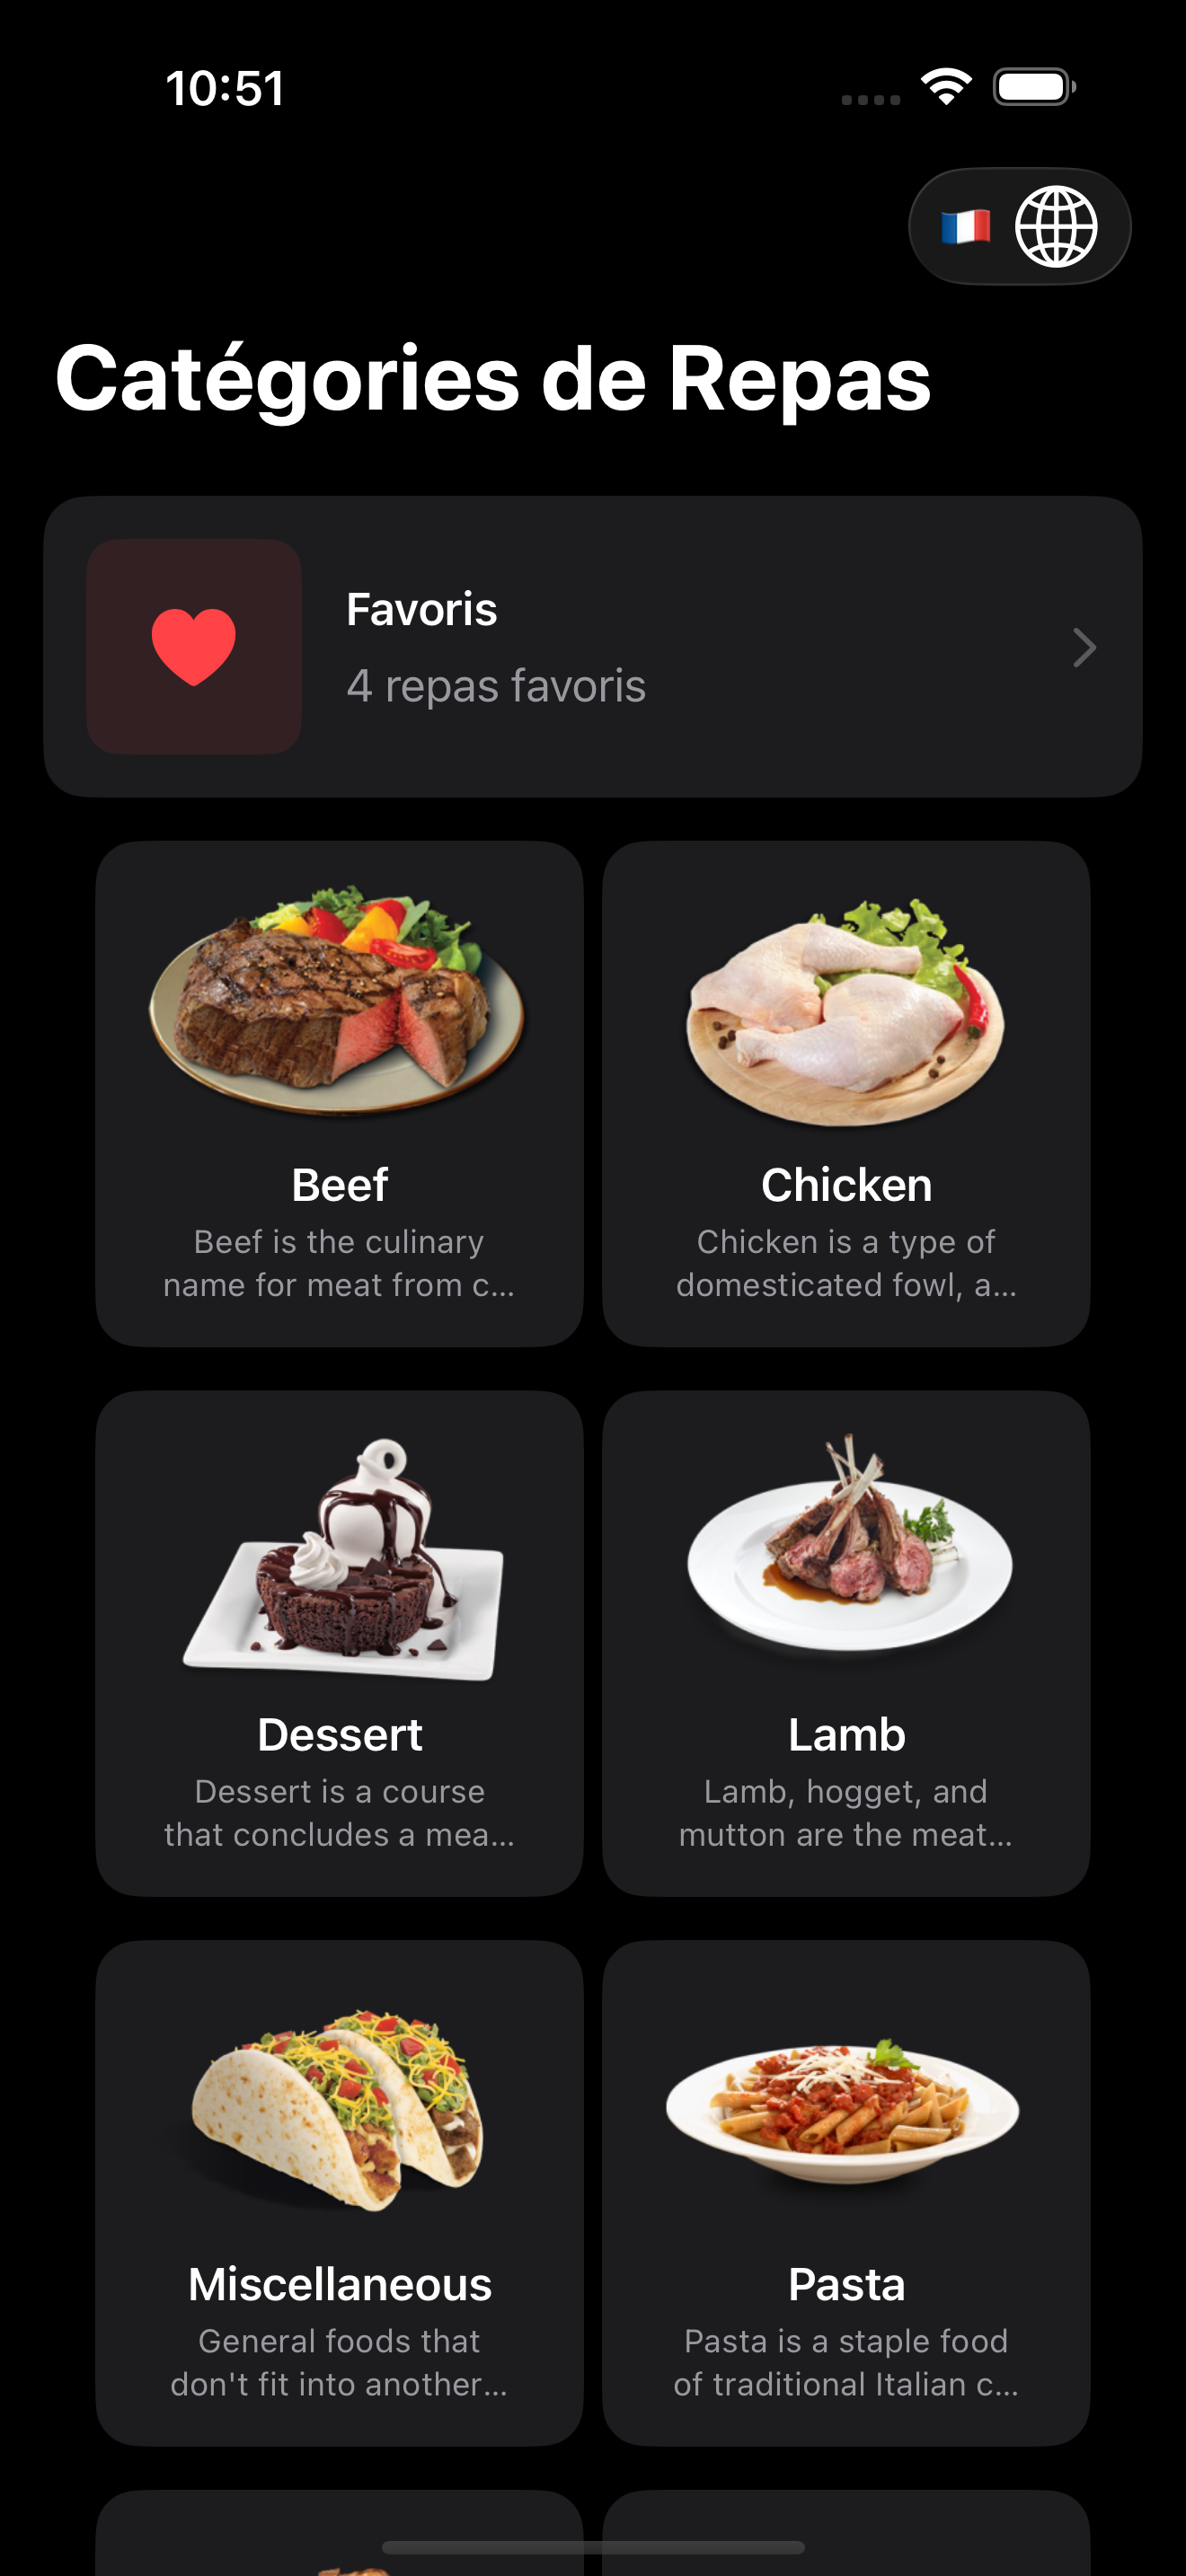 10:51
Catégories de Repas
Favoris
4 repas favoris
Beef
Beef is the culinary
name for meat from c...
Chicken
Chicken is a type of
domesticated fowl, a...
Dessert
Dessert is a course
that concludes a mea...
Lamb
Lamb, hogget, and
mutton are the meat...
Miscellaneous
General foods that
don't fit into another...
Pasta
Pasta is a staple food
of traditional Italian c...